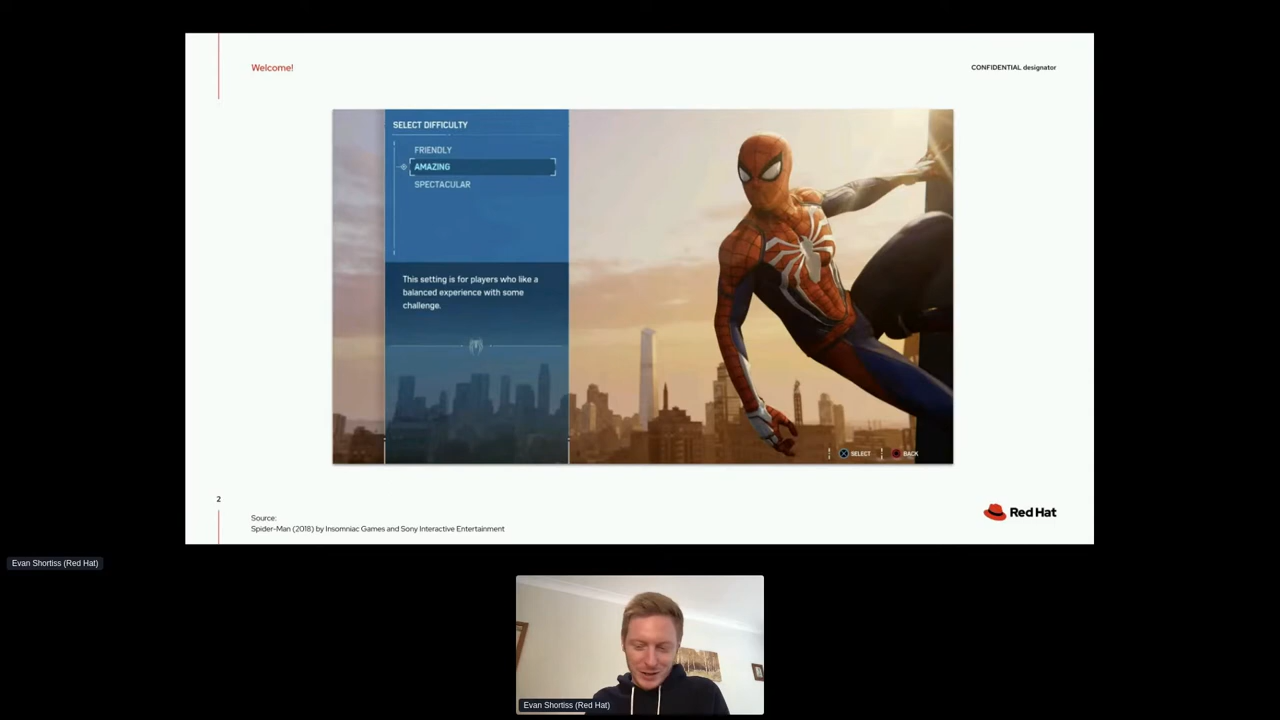 Welcome!
CONFIDENTIAL designator
SELECT DIFFICULTY
FRIENDLY
AMAZING
SPECTACULAR
This setting is for players who like a
balanced experience with some
challenge.
SELECT
BACK
2
Source:
Spider-Man (2018) by Insomniac Games and Sony Interactive Entertainment
Red Hat
Evan Shortiss (Red Hat)
Evan Shortiss (Red Hat)